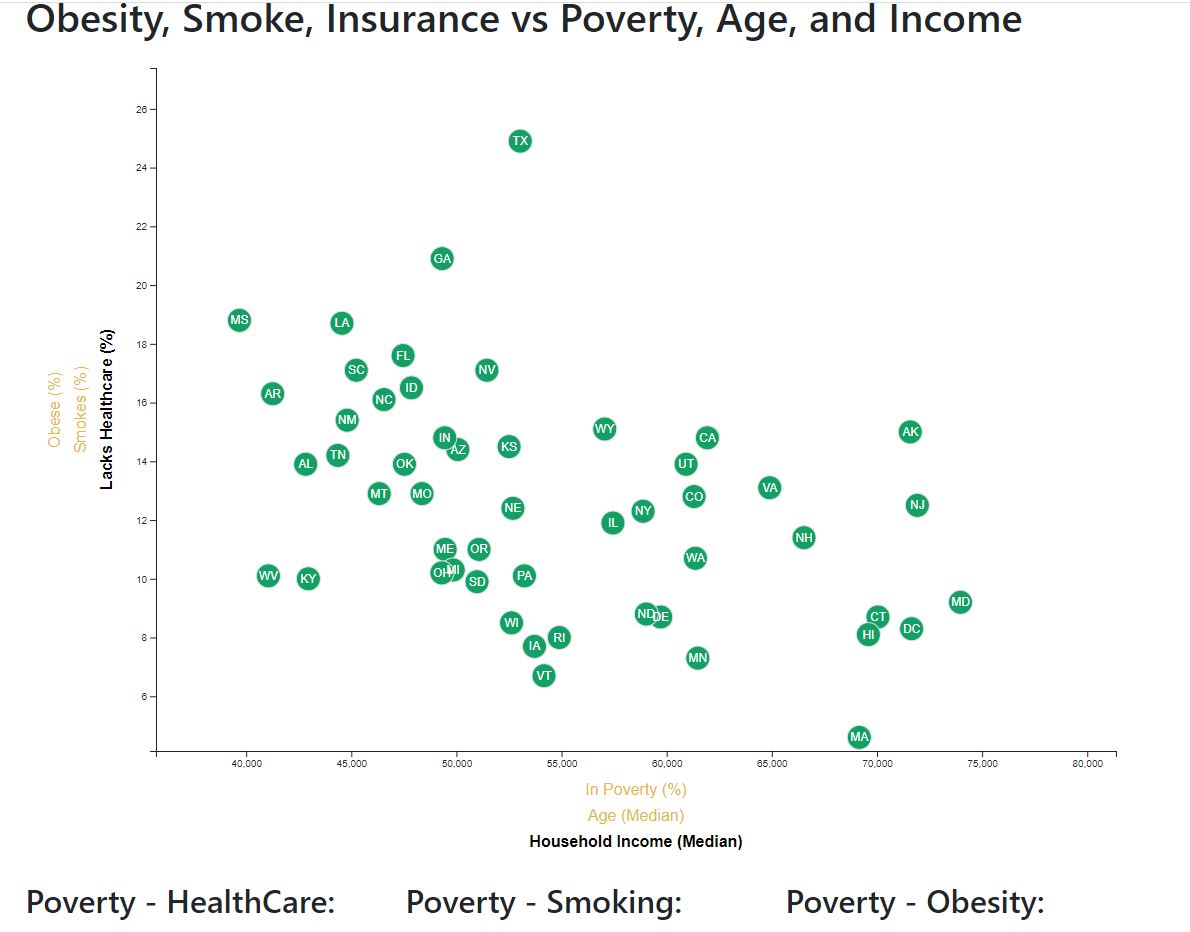 Obesity, Smoke, Insurance vs Poverty, Age, and Income
26
24
22
20
18
16
14
12
10
8
6
Obese (%)
Smokes (%)
Lacks Healthcare (%)
TX
GA
MS
LA
FL
SC
NV
ID
AR
NC
NM
WY
AK
IN
CA
AZ
KS
TN
AL
OK
UT
VA
MT
MO
CO
NE
NJ
NY
IL
NH
ME
OR
WA
OH
MI
WV
KY
SD
PA
MD
ND
DE
CT
WI
DC
HI
RI
IA
MN
VT
MA
40,000 45,000 50,000 55,000 60,000 65,000 70,000 75,000 80,000
In Poverty (%)
Age (Median)
Household Income (Median)
Poverty - HealthCare: Poverty - Smoking: Poverty - Obesity: